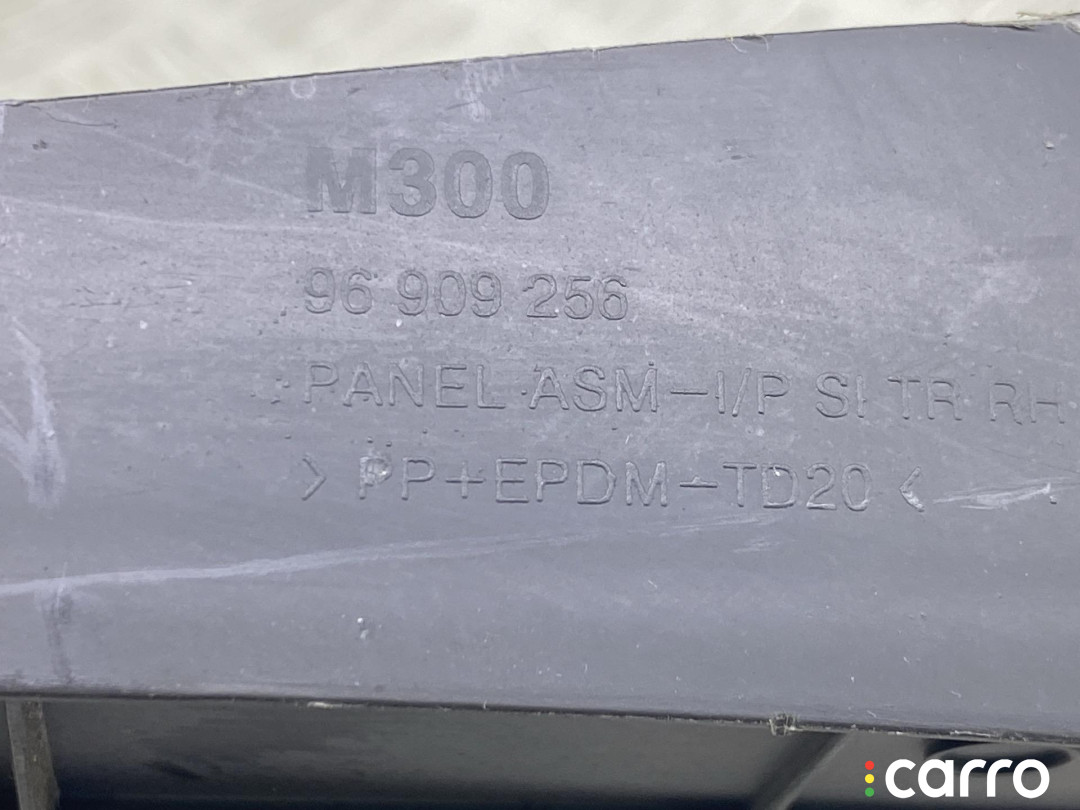 M300
96 909 256
PANEL ASM-I/P SI TR RH
> PP+EPDM-TD20 <
carro